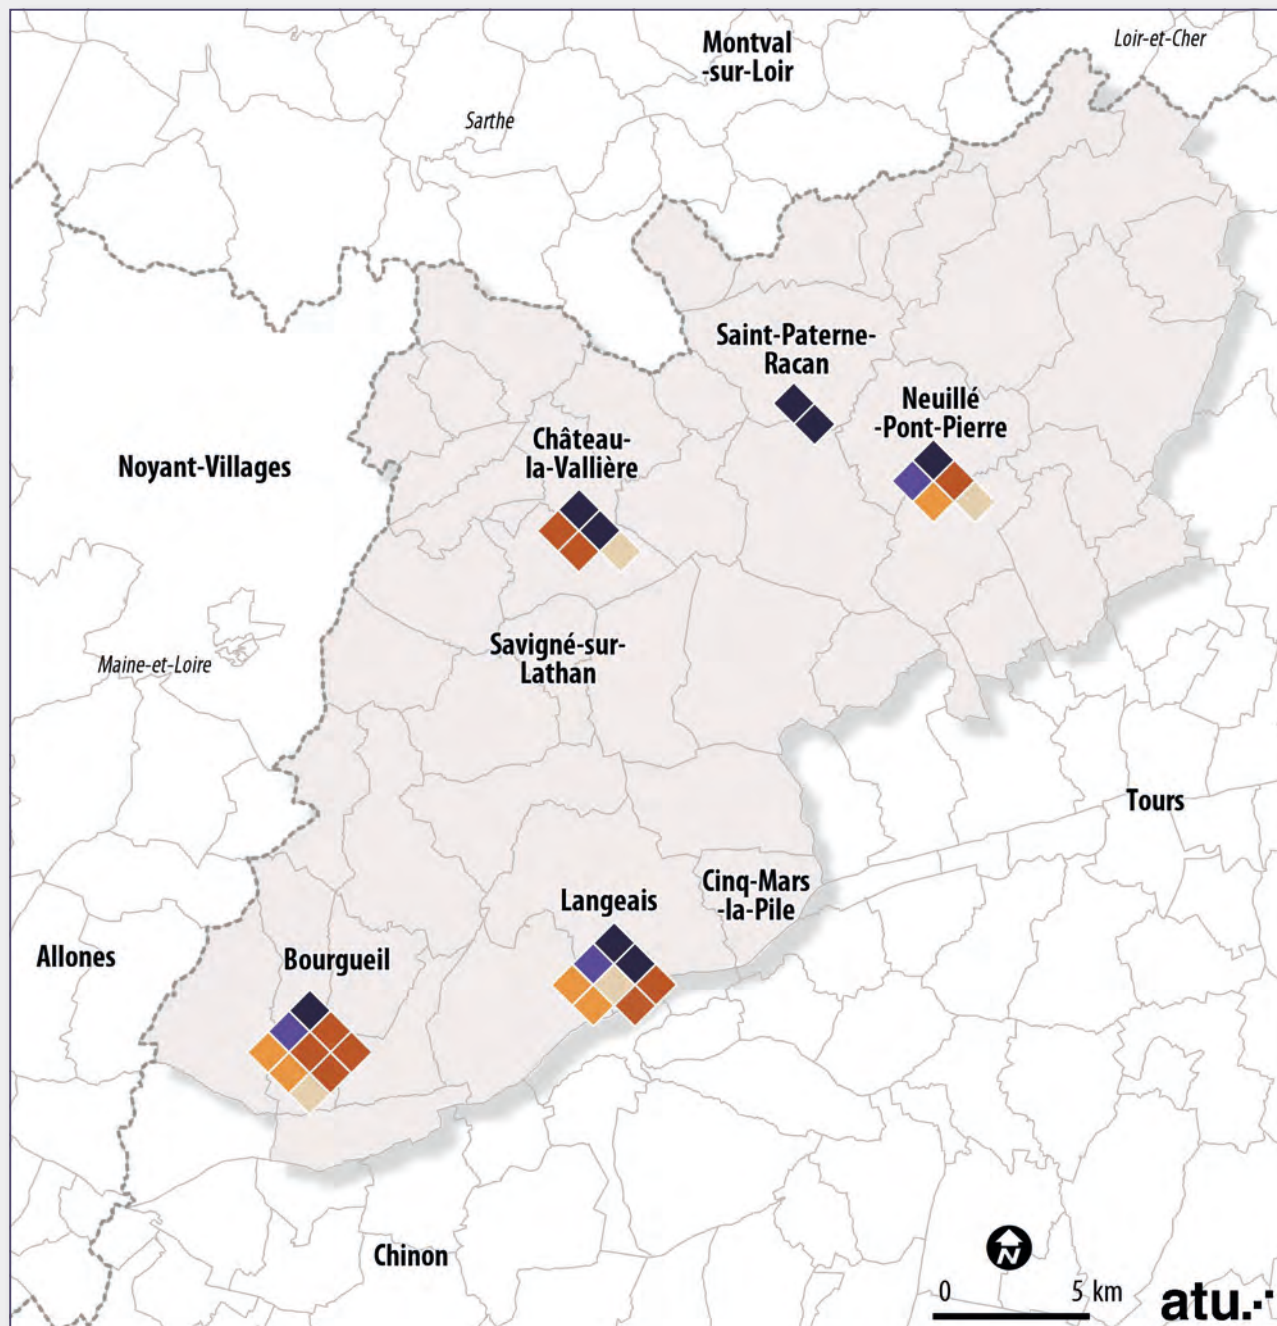 Montval
-sur-Loir
Loir-et-Cher
Sarthe
Saint-Paterne-
Racan
Neuillé
-Pont-Pierre
Château-
la-Vallière
Noyant-Villages
Savigné-sur-
Lathan
Maine-et-Loire
Tours
Cinq-Mars
-la-Pile
Langeais
Allones
Bourgueil
Chinon
N
0 5 km
atu.